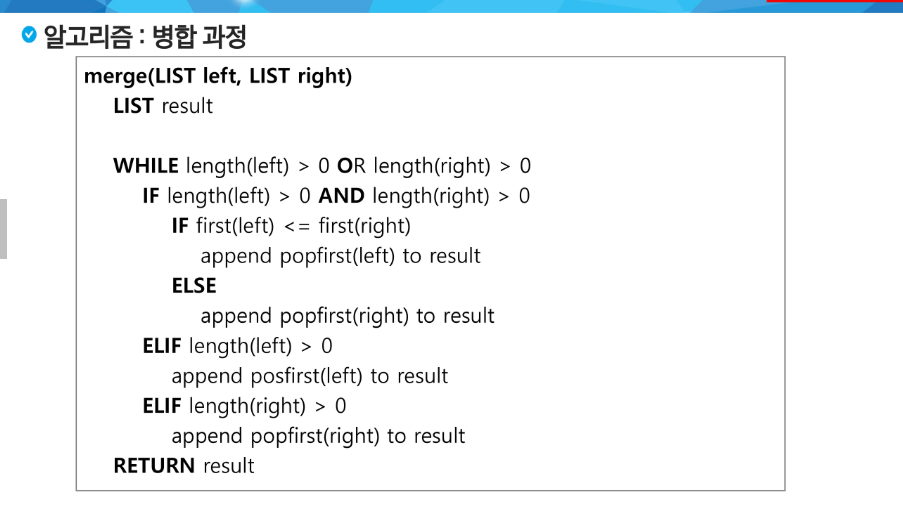 알고리즘 : 병합 과정
merge(LIST left, LIST right)
LIST result
WHILE length(left) > 0 OR length(right) > 0
IF length(left) > 0 AND length(right) > 0
IF first(left) <= first(right)
append popfirst(left) to result
ELSE
append popfirst(right) to result
ELIF length(left) > 0
append posfirst(left) to result
ELIF length(right) > 0
append popfirst(right) to result
RETURN result